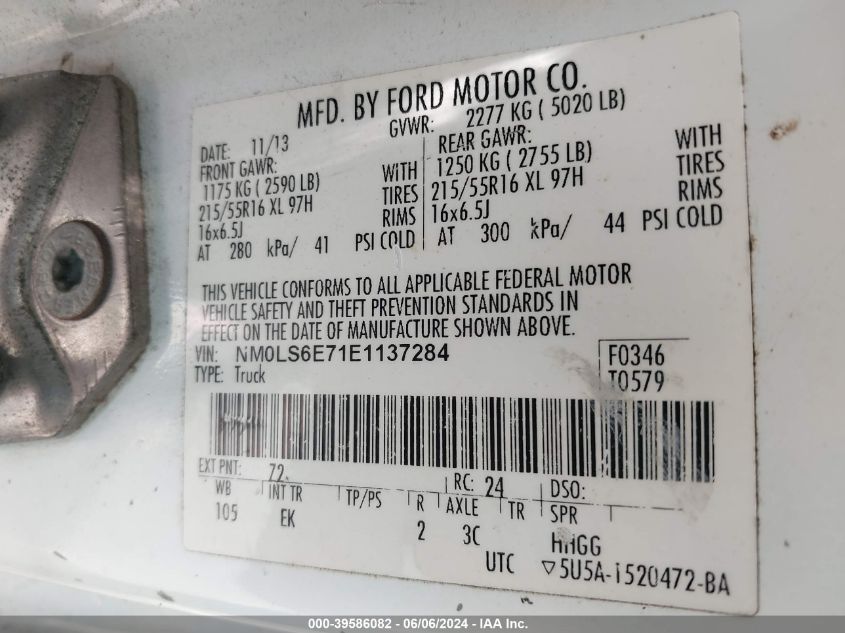 MFD. BY FORD MOTOR CO.
DATE: 11/13 GVWR: 2277 KG ( 5020 LB)
FRONT GAWR: REAR GAWR:
1175 KG ( 2590 LB) WITH 1250 KG ( 2755 LB) WITH
215/55R16 XL 97H TIRES 215/55R16 XL 97H TIRES
16x6.5J RIMS 16x6.5J RIMS
AT 280 kPa/ 41 PSI COLD AT 300 kPa/ 44 PSI COLD
THIS VEHICLE CONFORMS TO ALL APPLICABLE FEDERAL MOTOR
VEHICLE SAFETY AND THEFT PREVENTION STANDARDS IN
EFFECT ON THE DATE OF MANUFACTURE SHOWN ABOVE.
VIN: NM0LS6E71E1137284 F0346
TYPE: Truck T0579
EXT PNT: 72 RC: 24 DSO:
WB INT TR TP/PS R AXLE TR SPR
105 EK 2 3C HHGG
UTC ▽5U5A-1520472-BA
000-39586082 - 06/06/2024 - IAA Inc.